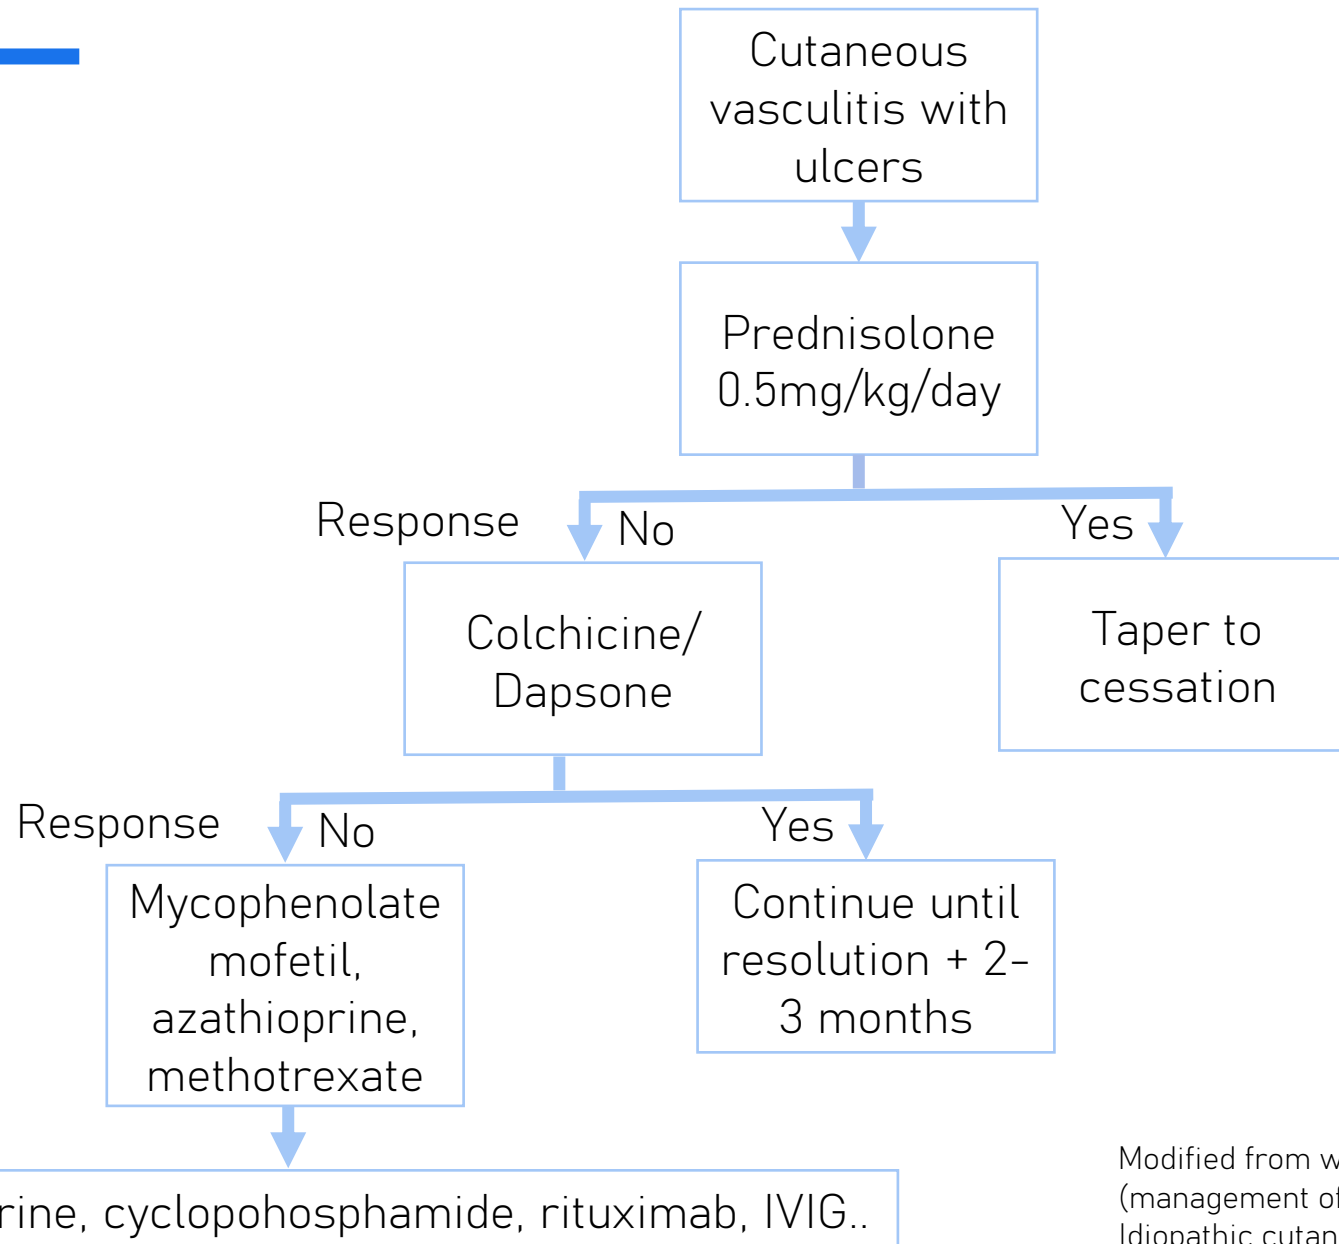 Cutaneous
vasculitis with
ulcers
Prednisolone
0.5mg/kg/day
Response
No
Yes
Colchicine/
Dapsone
Taper to
cessation
Response
No
Yes
Mycophenolate
mofetil,
azathioprine,
methotrexate
Continue until
resolution + 2-
3 months
cyclopohosphamide, rituximab, IVIG..
Modified from
(management of
Idiopathic